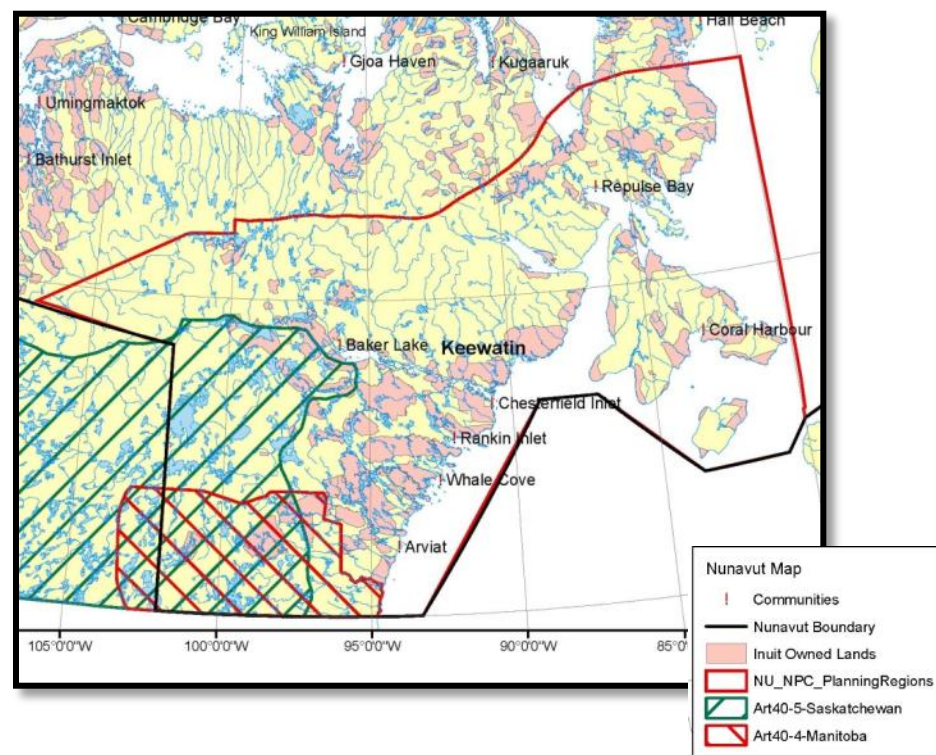 Cambridge Bay
King William Island
Hall Beach
Gjoa Haven
Kugaaruk
Umingmaktok
Bathurst Inlet
Repulse Bay
Coral Harbour
Baker Lake
Keewatin
Chesterfield Inlet
Rankin Inlet
Whale Cove
Arviat
105°0'0"W
100°0'0"W
95°0'0"W
90°0'0"W
85°0
Nunavut Map
Communities
Nunavut Boundary
Inuit Owned Lands
NU_NPC_PlanningRegions
Art40-5-Saskatchewan
Art40-4-Manitoba